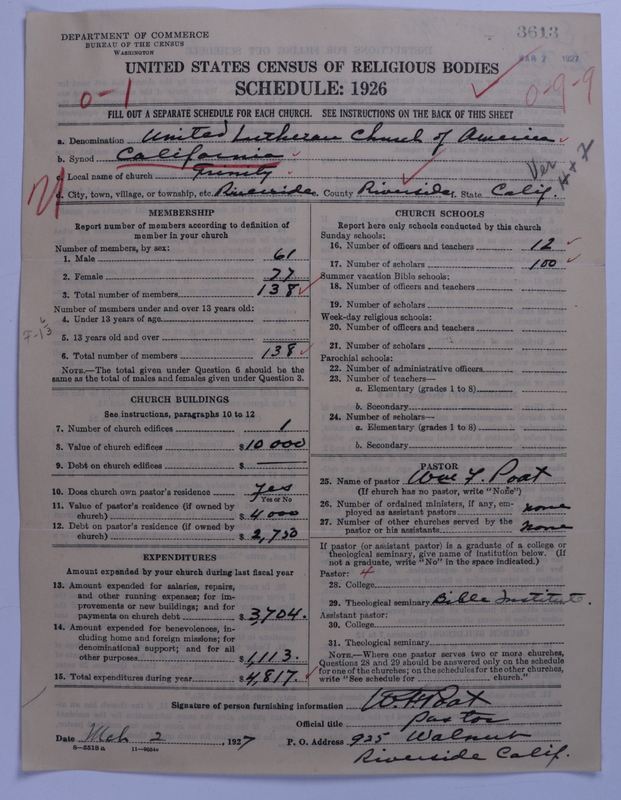 3613
DEPARTMENT OF COMMERCE
BUREAU OF THE CENSUS
WASHINGTON
MAR 7 1927
UNITED STATES CENSUS OF RELIGIOUS BODIES
SCHEDULE: 1926
0-1
0-9-9
FILL OUT A SEPARATE SCHEDULE FOR EACH CHURCH. SEE INSTRUCTIONS ON THE BACK OF THIS SHEET
a. Denomination United Lutheran Church of America
b. Synod California
c. Local name of church Trinity
d. City, town, village, or township, etc. Riverside e. County Riverside f. State Calif.
Ver
MEMBERSHIP
Report number of members according to definition of
member in your church
Number of members, by sex:
1. Male 61
2. Female 77
3. Total number of members 138
Number of members under and over 13 years old:
4. Under 13 years of age
5. 13 years old and over
6. Total number of members 138
NOTE.—The total given under Question 6 should be the
same as the total of males and females given under Question 3.
CHURCH BUILDINGS
See instructions, paragraphs 10 to 12
7. Number of church edifices 1
8. Value of church edifices $10 000
9. Debt on church edifices $
10. Does church own pastor's residence yes
Yes or No
11. Value of pastor's residence (if owned by
church) $4 000
12. Debt on pastor's residence (if owned by
church) $2,750
EXPENDITURES
Amount expended by your church during last fiscal year
13. Amount expended for salaries, repairs,
and other running expenses; for im-
provements or new buildings; and for
payments on church debt $3704.
14. Amount expended for benevolences, in-
cluding home and foreign missions; for
denominational support; and for all
other purposes $1,113.
15. Total expenditures during year $4,817.
CHURCH SCHOOLS
Report here only schools conducted by this church
Sunday schools:
16. Number of officers and teachers 12
17. Number of scholars 100
Summer vacation Bible schools:
18. Number of officers and teachers
19. Number of scholars
Week-day religious schools:
20. Number of officers and teachers
21. Number of scholars
Parochial schools:
22. Number of administrative officers
23. Number of teachers—
a. Elementary (grades 1 to 8)
b. Secondary
24. Number of scholars—
a. Elementary (grades 1 to 8)
b. Secondary
PASTOR
25. Name of pastor Wm F. Poat
(If church has no pastor, write "None")
26. Number of ordained ministers, if any, em-
ployed as assistant pastors none
27. Number of other churches served by the
pastor or his assistants none
If pastor (or assistant pastor) is a graduate of a college or
theological seminary, give name of institution below. (If
not a graduate, write "No" in the space indicated.)
Pastor: 4
28. College
29. Theological seminary Bible Institute.
Assistant pastor:
30. College
31. Theological seminary
NOTE.—Where one pastor serves two or more churches,
Questions 28 and 29 should be answered only on the schedule
for one of the churches; on the schedules for the other churches,
write "See schedule for church."
Signature of person furnishing information W.F. Poat
Official title Pastor
Date Mch 2, 1927 P. O. Address 925 Walnut
8-5518a 11-6684
Riverside Calif.